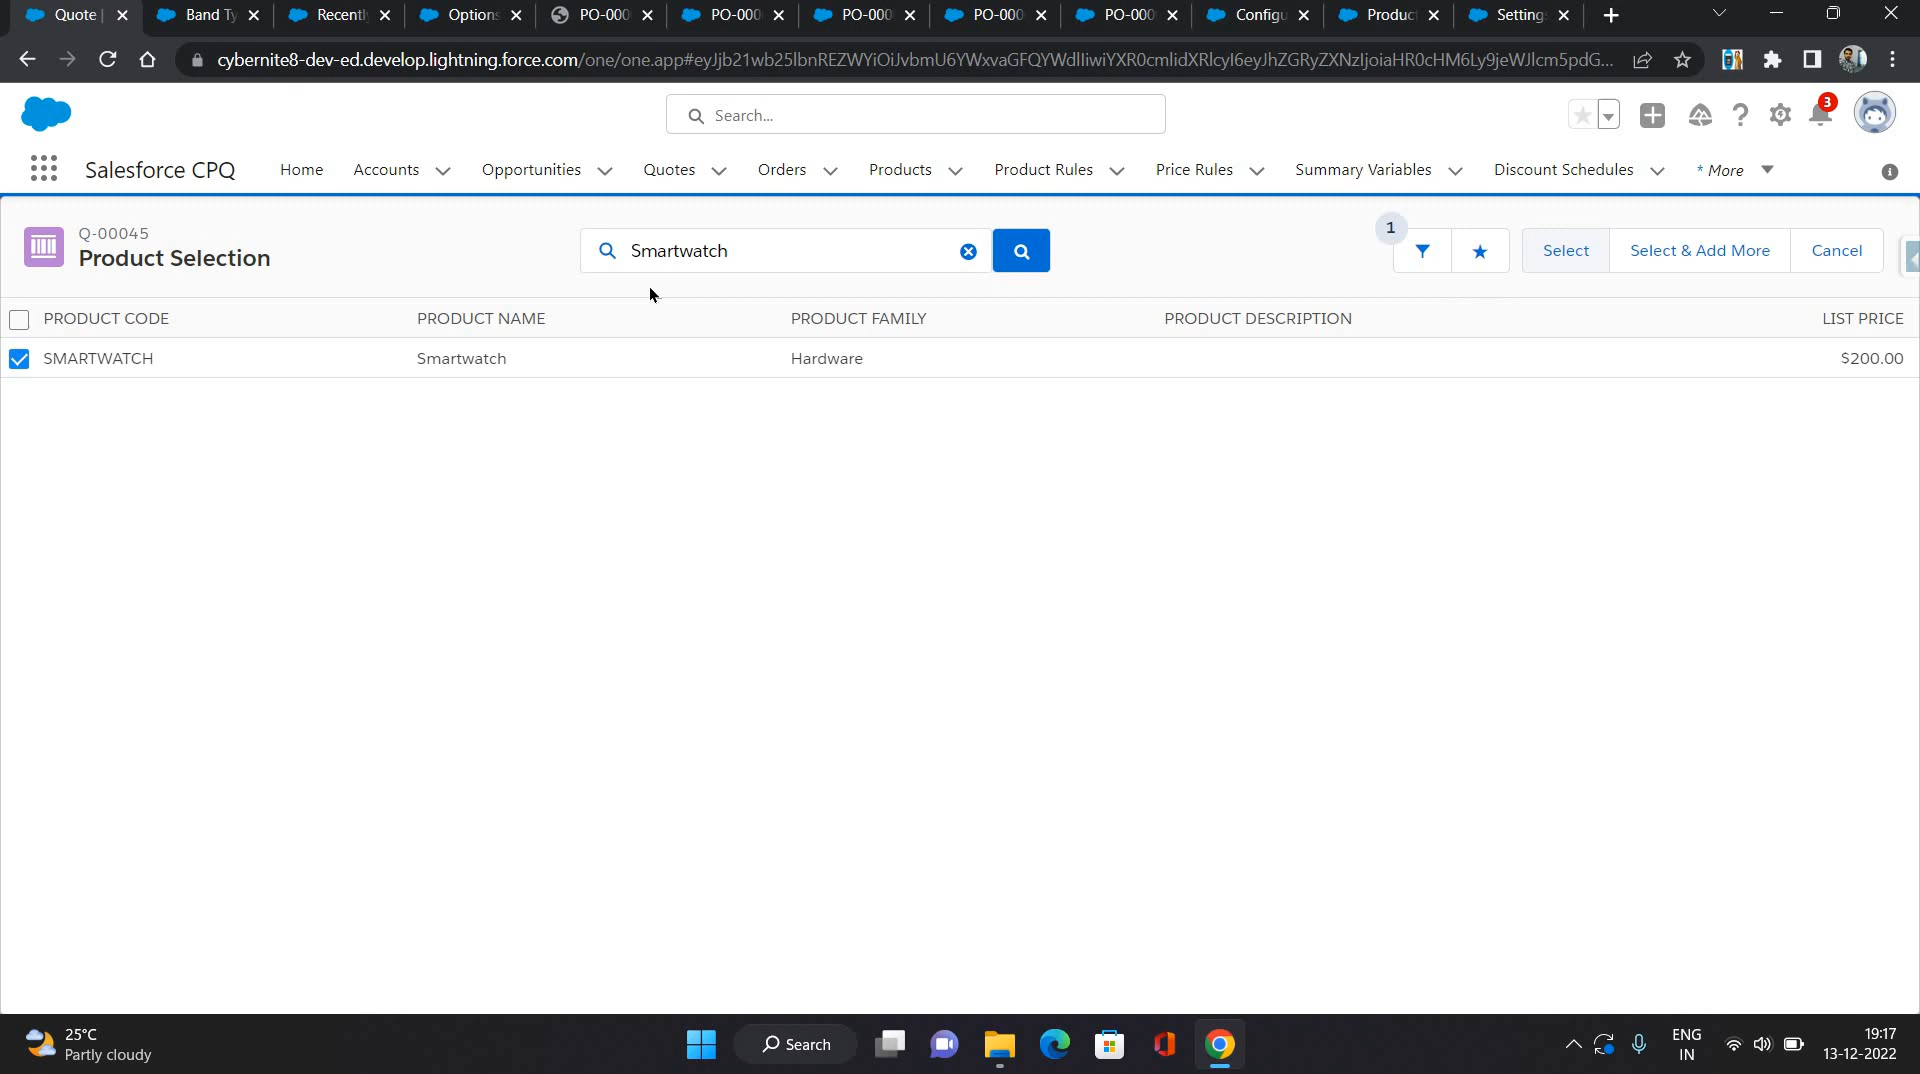 Quote |
Band Ty
Recently
Options
PO-000
PO-000
PO-000
PO-000
PO-000
Configu
Product
Setting
cybernite8-dev-ed.develop.lightning.force.com/one/one.app#
Search...
3
Salesforce CPQ
Home
Accounts
Opportunities
Quotes
Orders
Products
Product Rules
Price Rules
Summary Variables
Discount Schedules
* More
Q-00045
Product Selection
Smartwatch
1
Select
Select & Add More
Cancel
PRODUCT CODE
PRODUCT NAME
PRODUCT FAMILY
PRODUCT DESCRIPTION
LIST PRICE
SMARTWATCH
Smartwatch
Hardware
$200.00
25°C
Partly cloudy
Search
ENG
IN
19:17
13-12-2022